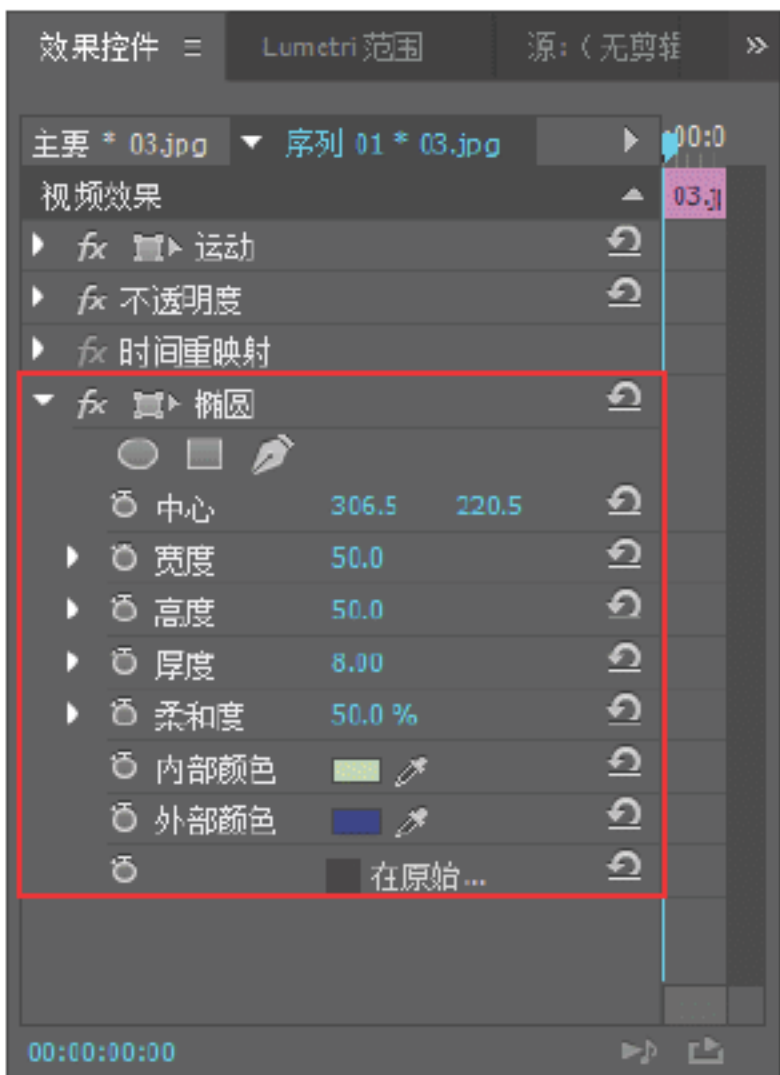 效果控件 ≡ Lumetri 范围 源:（无剪辑 »
主要 * 03.jpg 序列 01 * 03.jpg :00:0
视频效果 03.j
fx 运动
fx 不透明度
fx 时间重映射
fx 椭圆
中心 306.5 220.5
宽度 50.0
高度 50.0
厚度 8.00
柔和度 50.0 %
内部颜色
外部颜色
在原始...
00:00:00:00